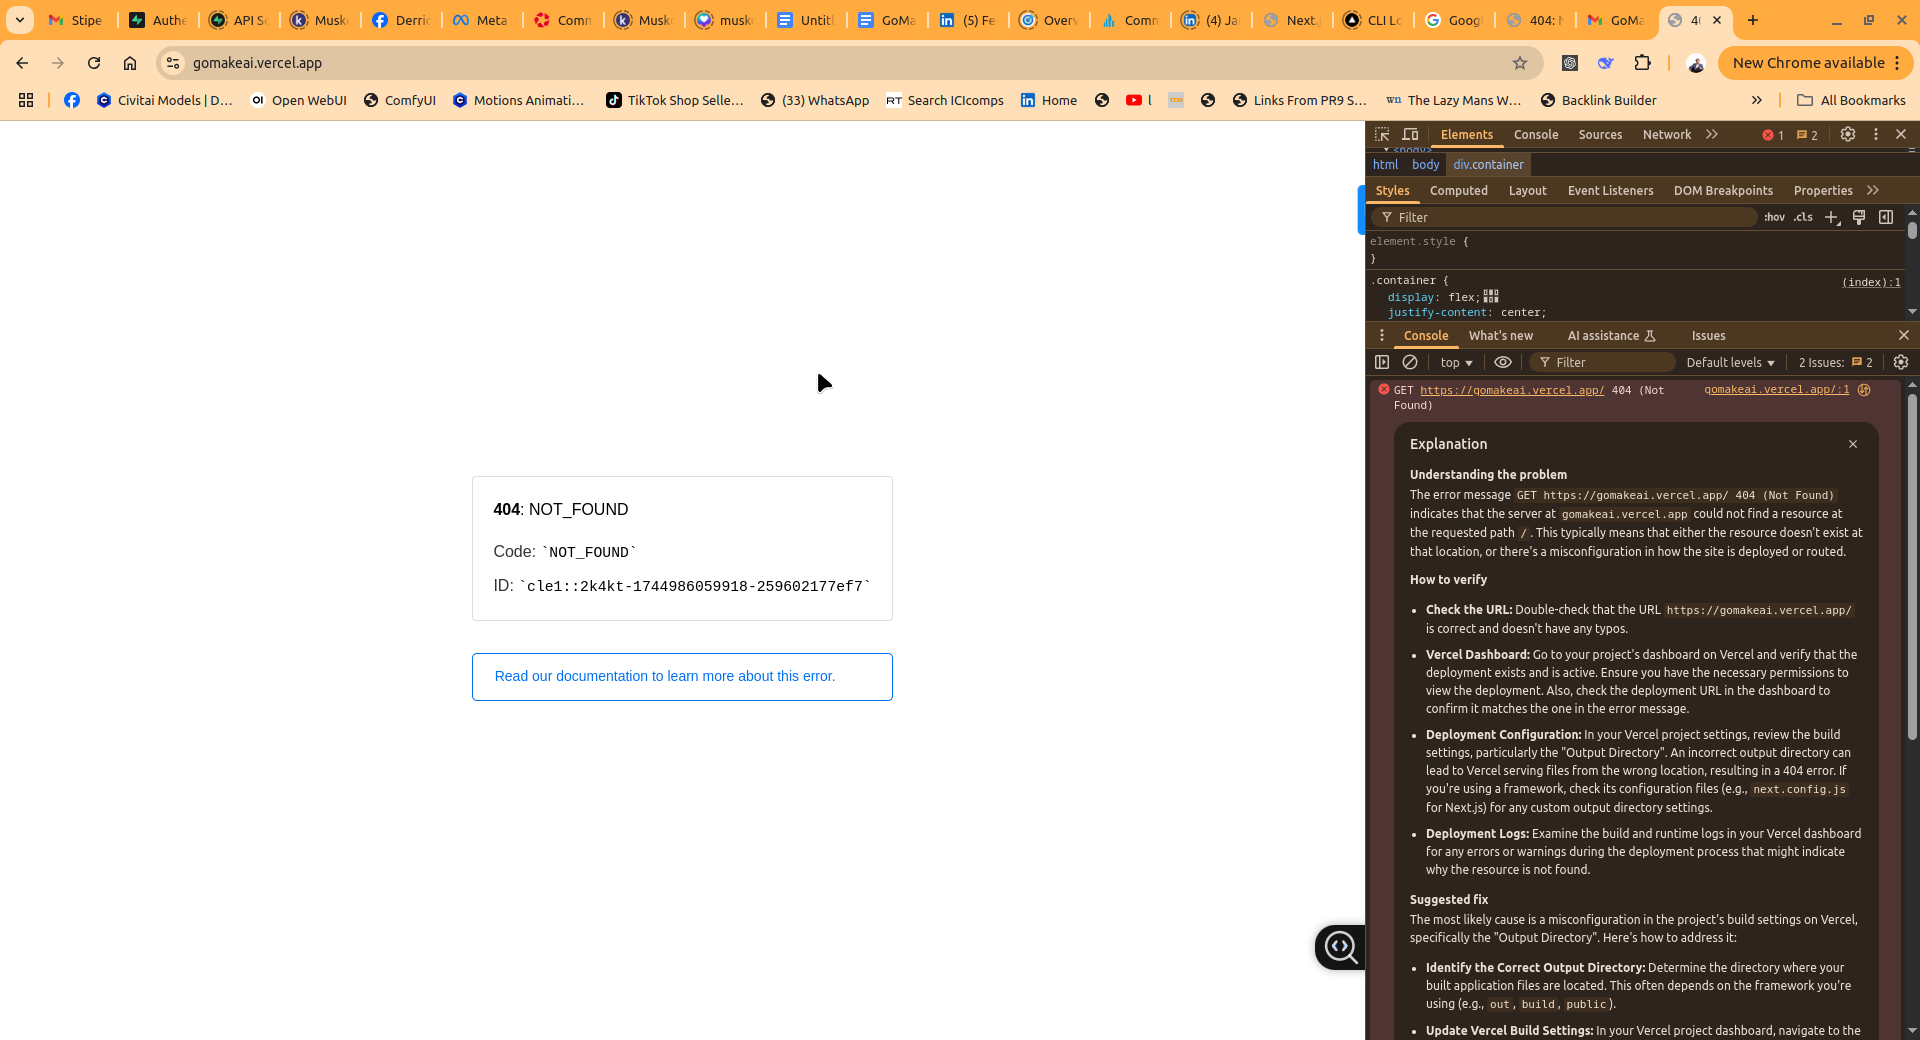 Stipe
Authe
API Se
Musk
Derric
Meta
Comn
Musk
musk
Untitl
GoMa
(5) Fe
Overv
Comn
(4) Ja
Next.j
CLI Lo
Goog
404: N
GoMa
40
gomakeai.vercel.app
New Chrome available
Civitai Models | D...
Open WebUI
ComfyUI
Motions Animati...
TikTok Shop Selle...
(33) WhatsApp
RT Search ICIcomps
Home
l
Links From PR9 S...
wn The Lazy Mans W...
Backlink Builder
All Bookmarks
404: NOT_FOUND
Code: `NOT_FOUND`
ID: `cle1::2k4kt-1744986059918-259602177ef7`
Read our documentation to learn more about this error.
Elements Console Sources Network 1 2
<body>
html body div.container
Styles Computed Layout Event Listeners DOM Breakpoints Properties
Filter :hov .cls
element.style {
}
.container { (index):1
display: flex;
justify-content: center;
Console What's new AI assistance Issues
top Filter Default levels 2 Issues: 2
GET https://gomakeai.vercel.app/ 404 (Not gomakeai.vercel.app/:1
Found)
Explanation
Understanding the problem
The error message GET https://gomakeai.vercel.app/ 404 (Not Found)
indicates that the server at gomakeai.vercel.app could not find a resource at
the requested path /. This typically means that either the resource doesn't exist at
that location, or there's a misconfiguration in how the site is deployed or routed.
How to verify
• Check the URL: Double-check that the URL https://gomakeai.vercel.app/
is correct and doesn't have any typos.
• Vercel Dashboard: Go to your project's dashboard on Vercel and verify that the
deployment exists and is active. Ensure you have the necessary permissions to
view the deployment. Also, check the deployment URL in the dashboard to
confirm it matches the one in the error message.
• Deployment Configuration: In your Vercel project settings, review the build
settings, particularly the "Output Directory". An incorrect output directory can
lead to Vercel serving files from the wrong location, resulting in a 404 error. If
you're using a framework, check its configuration files (e.g., next.config.js
for Next.js) for any custom output directory settings.
• Deployment Logs: Examine the build and runtime logs in your Vercel dashboard
for any errors or warnings during the deployment process that might indicate
why the resource is not found.
Suggested fix
The most likely cause is a misconfiguration in the project's build settings on Vercel,
specifically the "Output Directory". Here's how to address it:
• Identify the Correct Output Directory: Determine the directory where your
built application files are located. This often depends on the framework you're
using (e.g., out, build, public).
• Update Vercel Build Settings: In your Vercel project dashboard, navigate to the